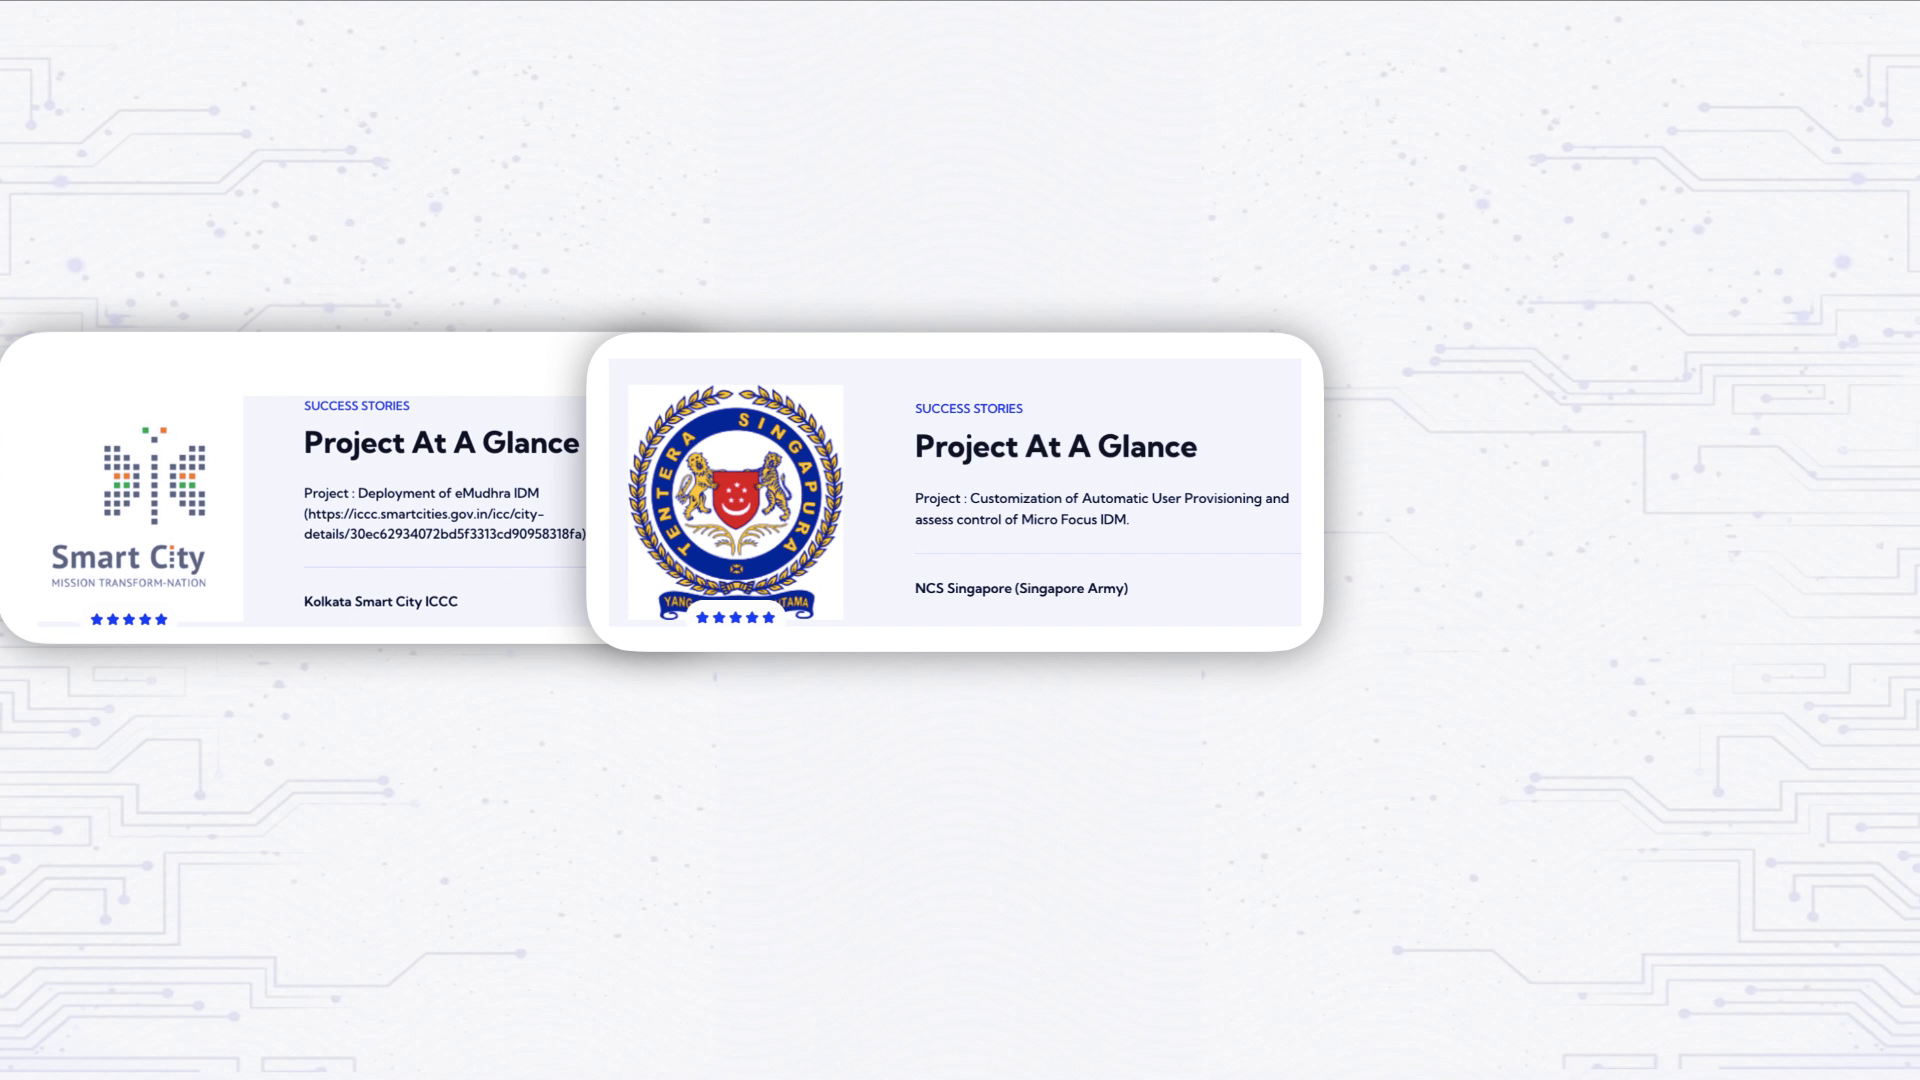 Smart City
MISSION TRANSFORM-NATION
SUCCESS STORIES
Project At A Glance
Project : Deployment of eMudhra IDM
(https://iccc.smartcities.gov.in/icc/city-
details/30ec62934072bd5f3313cd90958318fa)
Kolkata Smart City ICCC
TENTERA SINGAPURA
YANG UTAMA
SUCCESS STORIES
Project At A Glance
Project : Customization of Automatic User Provisioning and
assess control of Micro Focus IDM.
NCS Singapore (Singapore Army)